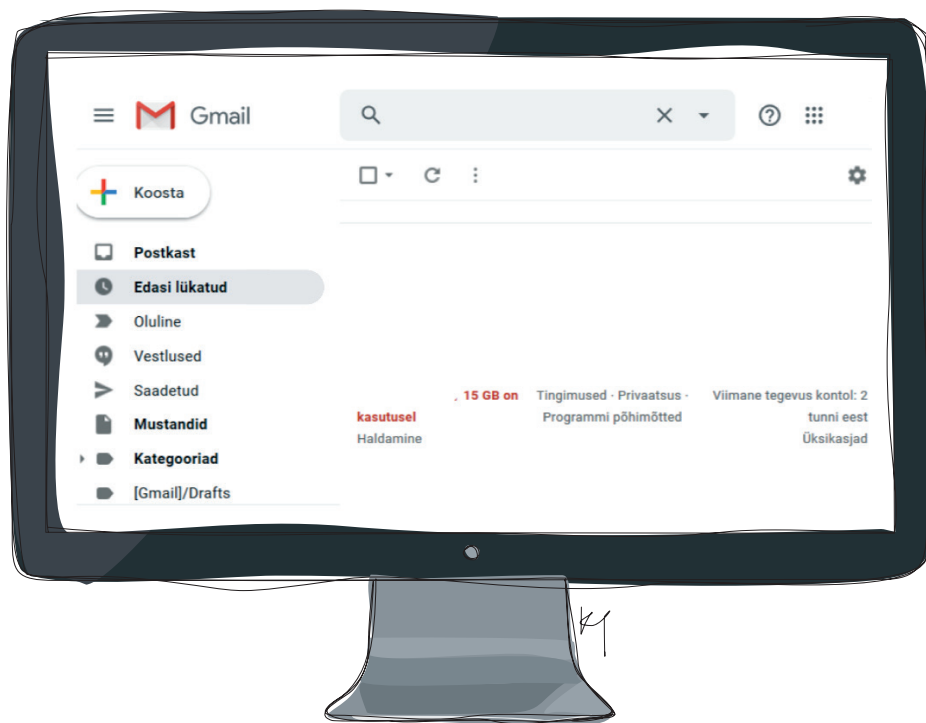 Gmail
Koosta
Postkast
Edasi lükatud
Oluline
Vestlused
Saadetud
Mustandid
Kategooriad
[Gmail]/Drafts
, 15 GB on
kasutusel
Haldamine
Tingimused · Privaatsus ·
Programmi põhimõtted
Viimane tegevus kontol: 2
tunni eest
Üksikasjad